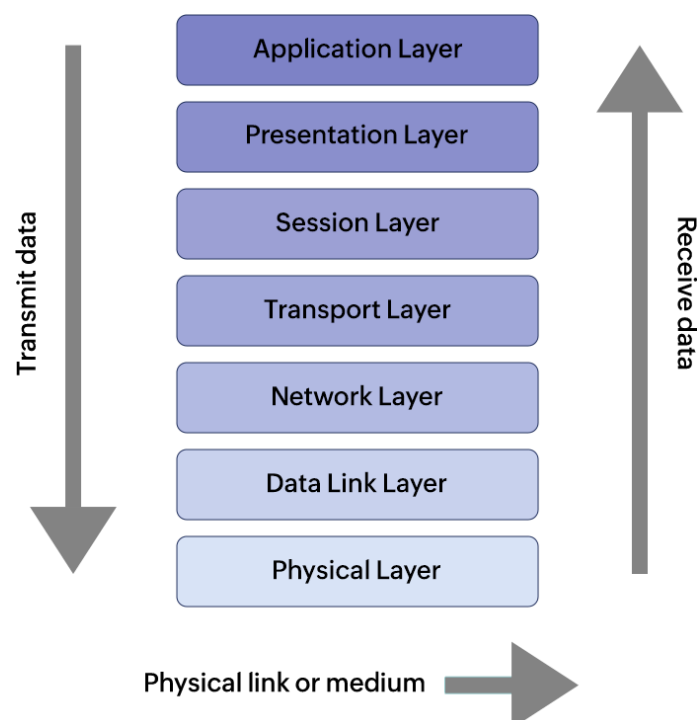 Application Layer
Presentation Layer
Session Layer
Transport Layer
Network Layer
Data Link Layer
Physical Layer
Transmit data
Receive data
Physical link or medium